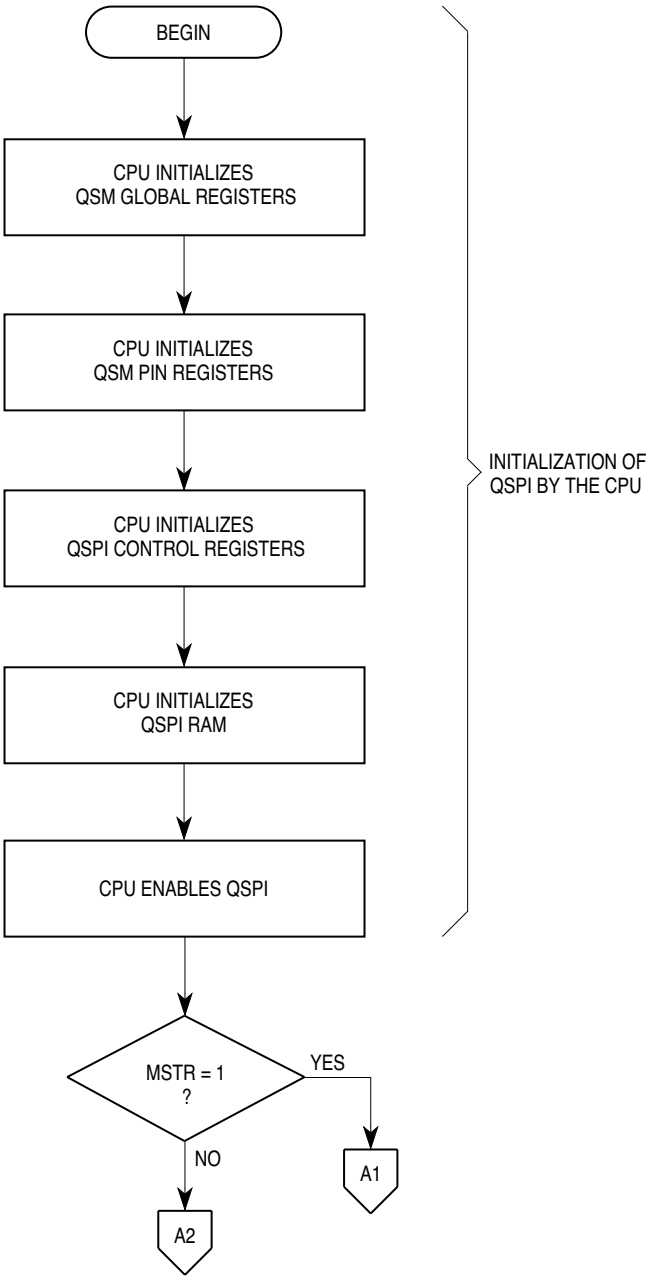 BEGIN
CPU INITIALIZES
QSM GLOBAL REGISTERS
CPU INITIALIZES
QSM PIN REGISTERS
INITIALIZATION OF
QSPI BY THE CPU
CPU INITIALIZES
QSPI CONTROL REGISTERS
CPU INITIALIZES
QSPI RAM
CPU ENABLES QSPI
MSTR = 1
?
YES
NO
A1
A2